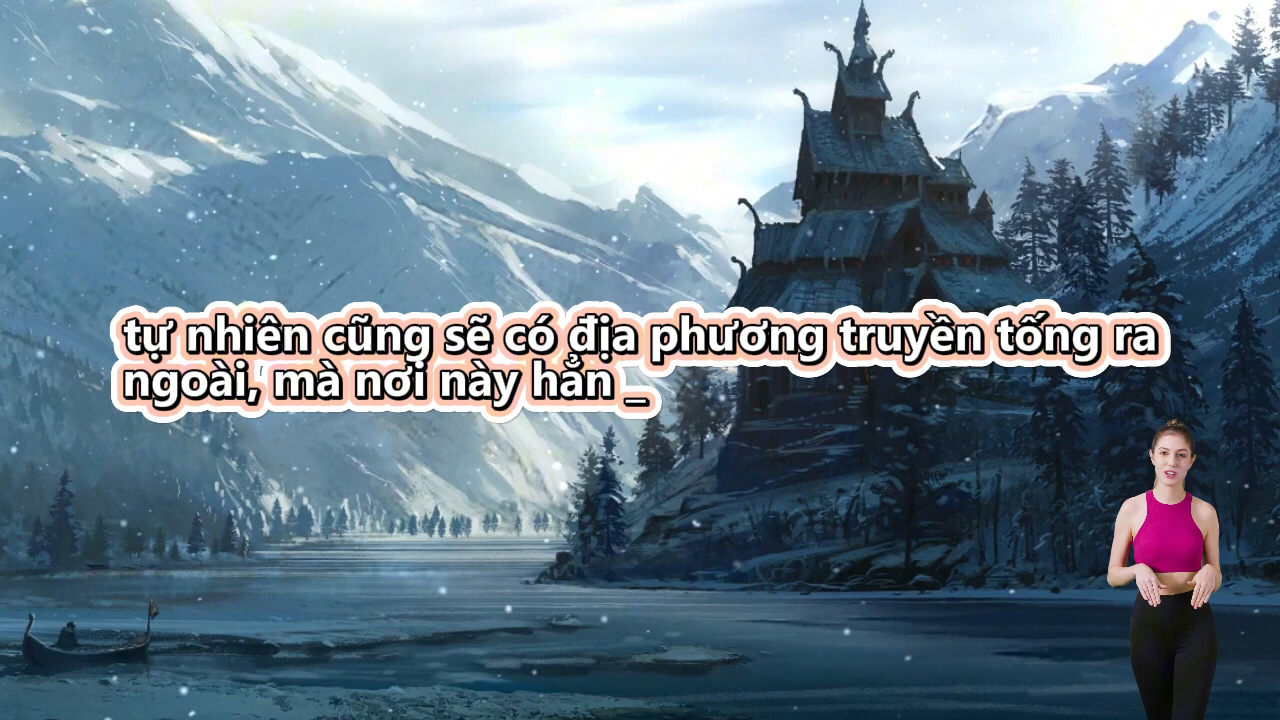 tự nhiên cũng sẽ có địa phương truyền tống ra
ngoài, mà nơi này hẳn _